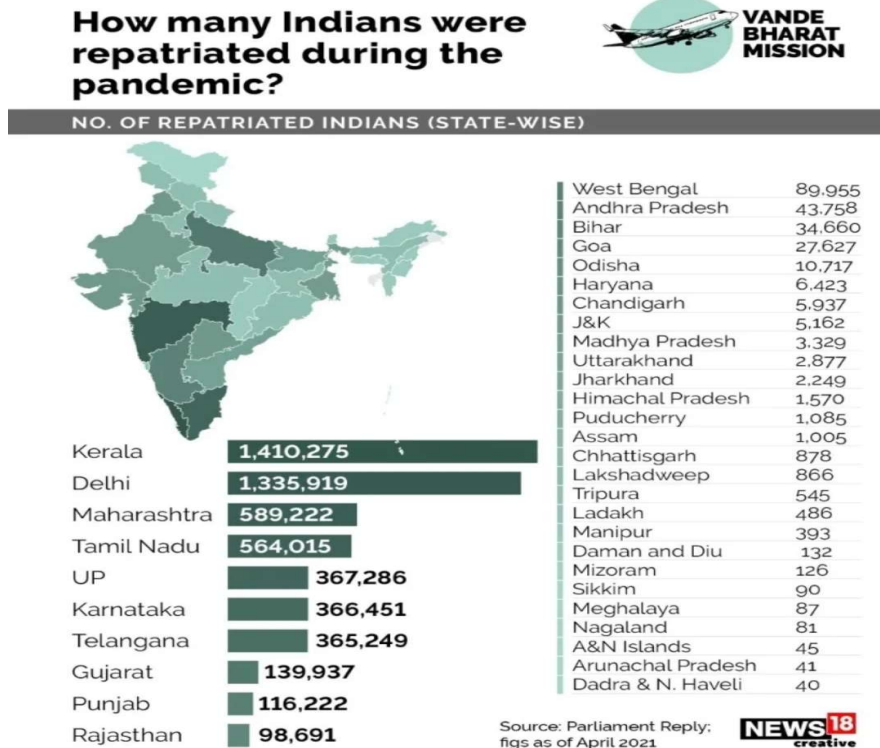 How many Indians were
repatriated during the
pandemic?
VANDE
BHARAT
MISSION
NO. OF REPATRIATED INDIANS (STATE-WISE)
Kerala 1,410,275
Delhi 1,335,919
Maharashtra 589,222
Tamil Nadu 564,015
UP 367,286
Karnataka 366,451
Telangana 365,249
Gujarat 139,937
Punjab 116,222
Rajasthan 98,691
West Bengal 89,955
Andhra Pradesh 43,758
Bihar 34,660
Goa 27,627
Odisha 10,717
Haryana 6,423
Chandigarh 5,937
J&K 5,162
Madhya Pradesh 3,329
Uttarakhand 2,877
Jharkhand 2,249
Himachal Pradesh 1,570
Puducherry 1,085
Assam 1,005
Chhattisgarh 878
Lakshadweep 866
Tripura 545
Ladakh 486
Manipur 393
Daman and Diu 132
Mizoram 126
Sikkim 90
Meghalaya 87
Nagaland 81
A&N Islands 45
Arunachal Pradesh 41
Dadra & N. Haveli 40
Source: Parliament Reply;
figs as of April 2021
NEWS18
creative